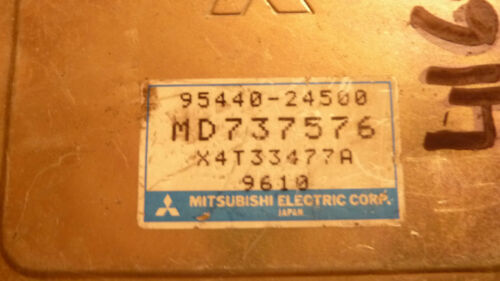 95440-24500
MD737576
X4T33477A
9610
MITSUBISHI ELECTRIC CORP.
JAPAN